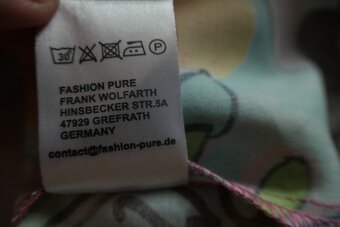 30 P
FASHION PURE
FRANK WOLFARTH
HINSBECKER STR.5A
47929 GREFRATH
GERMANY
contact@fashion-pure.de